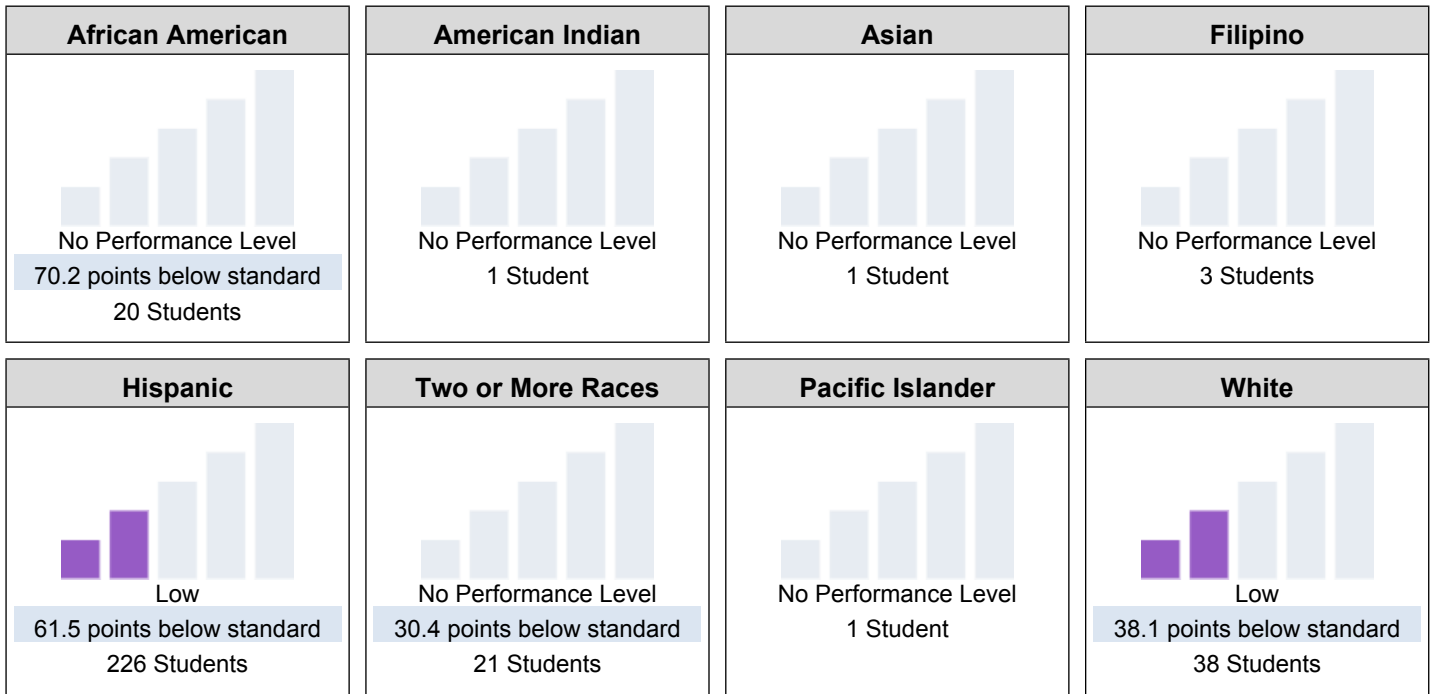 African American
No Performance Level
70.2 points below standard
20 Students
American Indian
No Performance Level
1 Student
Asian
No Performance Level
1 Student
Filipino
No Performance Level
3 Students
Hispanic
Low
61.5 points below standard
226 Students
Two or More Races
No Performance Level
30.4 points below standard
21 Students
Pacific Islander
No Performance Level
1 Student
White
Low
38.1 points below standard
38 Students